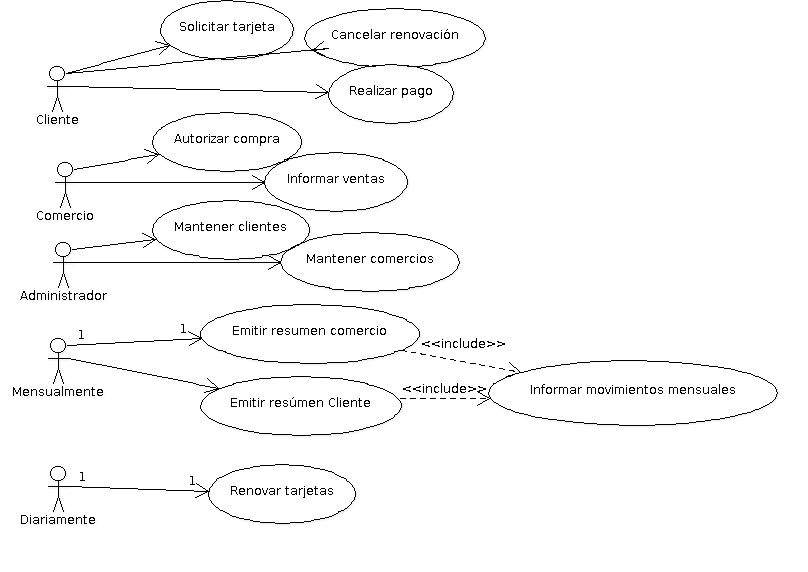 Solicitar tarjeta
Cancelar renovación
Realizar pago
Cliente
Autorizar compra
Informar ventas
Comercio
Mantener clientes
Mantener comercios
Administrador
1
1
Emitir resumen comercio
<<include>>
Mensualmente
Emitir resúmen Cliente
<<include>>
Informar movimientos mensuales
1
1
Renovar tarjetas
Diariamente